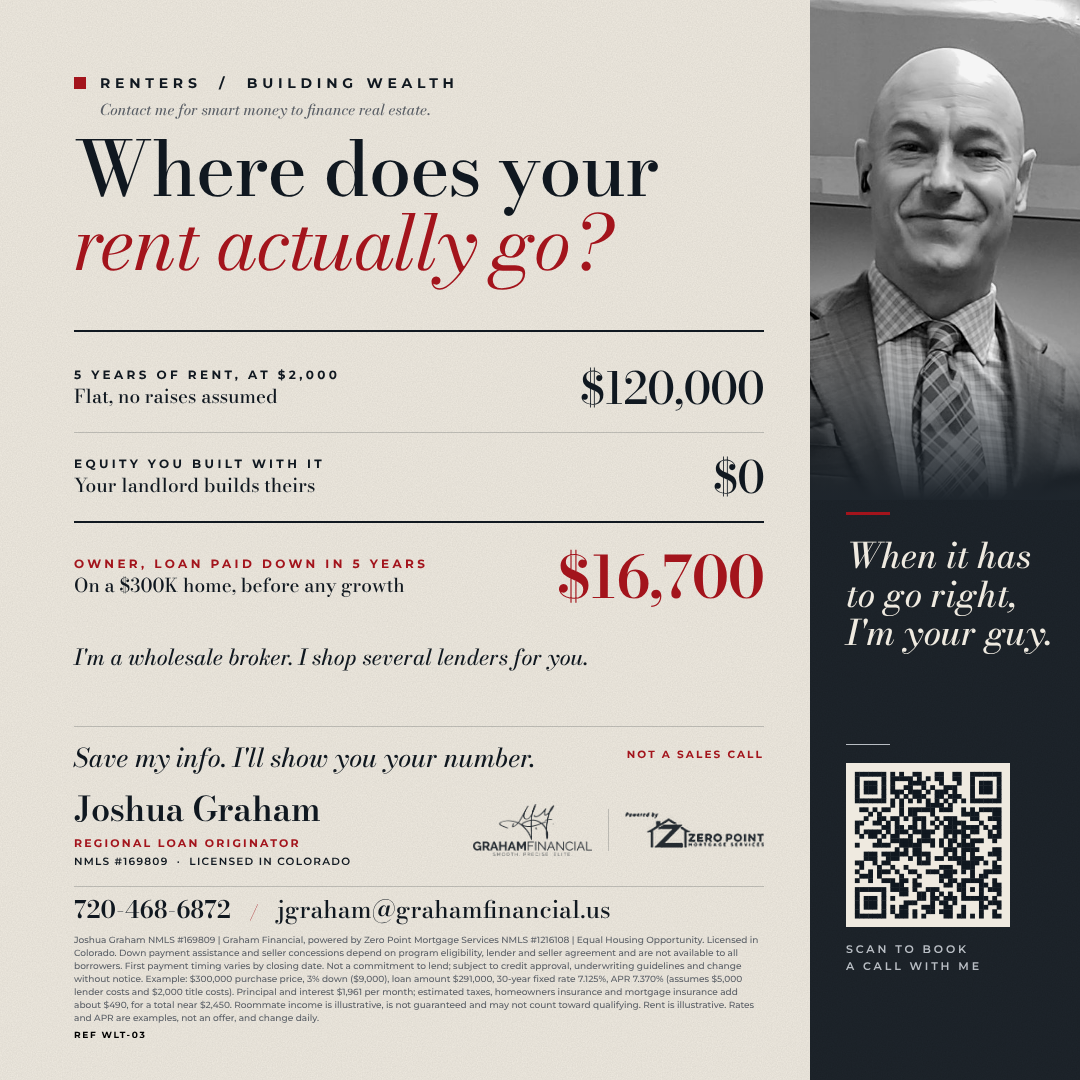 RENTERS / BUILDING WEALTH
Contact me for smart money to finance real estate.
Where does your
rent actually go?
5 YEARS OF RENT, AT $2,000
Flat, no raises assumed
$120,000
EQUITY YOU BUILT WITH IT
Your landlord builds theirs
$0
OWNER, LOAN PAID DOWN IN 5 YEARS
On a $300K home, before any growth
$16,700
I'm a wholesale broker. I shop several lenders for you.
Save my info. I'll show you your number.
NOT A SALES CALL
Joshua Graham
REGIONAL LOAN ORIGINATOR
NMLS #169809 · LICENSED IN COLORADO
GRAHAMFINANCIAL
SMOOTH. PRECISE. ELITE.
Powered by
ZERO POINT
MORTGAGE SERVICES
720-468-6872 / jgraham@grahamfinancial.us
Joshua Graham NMLS #169809 | Graham Financial, powered by Zero Point Mortgage Services NMLS #1216108 | Equal Housing Opportunity. Licensed in
Colorado. Down payment assistance and seller concessions depend on program eligibility, lender and seller agreement and are not available to all
borrowers. First payment timing varies by closing date. Not a commitment to lend; subject to credit approval, underwriting guidelines and change
without notice. Example: $300,000 purchase price, 3% down ($9,000), loan amount $291,000, 30-year fixed rate 7.125%, APR 7.370% (assumes $5,000
lender costs and $2,000 title costs). Principal and interest $1,961 per month; estimated taxes, homeowners insurance and mortgage insurance add
about $490, for a total near $2,450. Roommate income is illustrative, is not guaranteed and may not count toward qualifying. Rent is illustrative. Rates
and APR are examples, not an offer, and change daily.
REF WLT-03
When it has
to go right,
I'm your guy.
SCAN TO BOOK
A CALL WITH ME